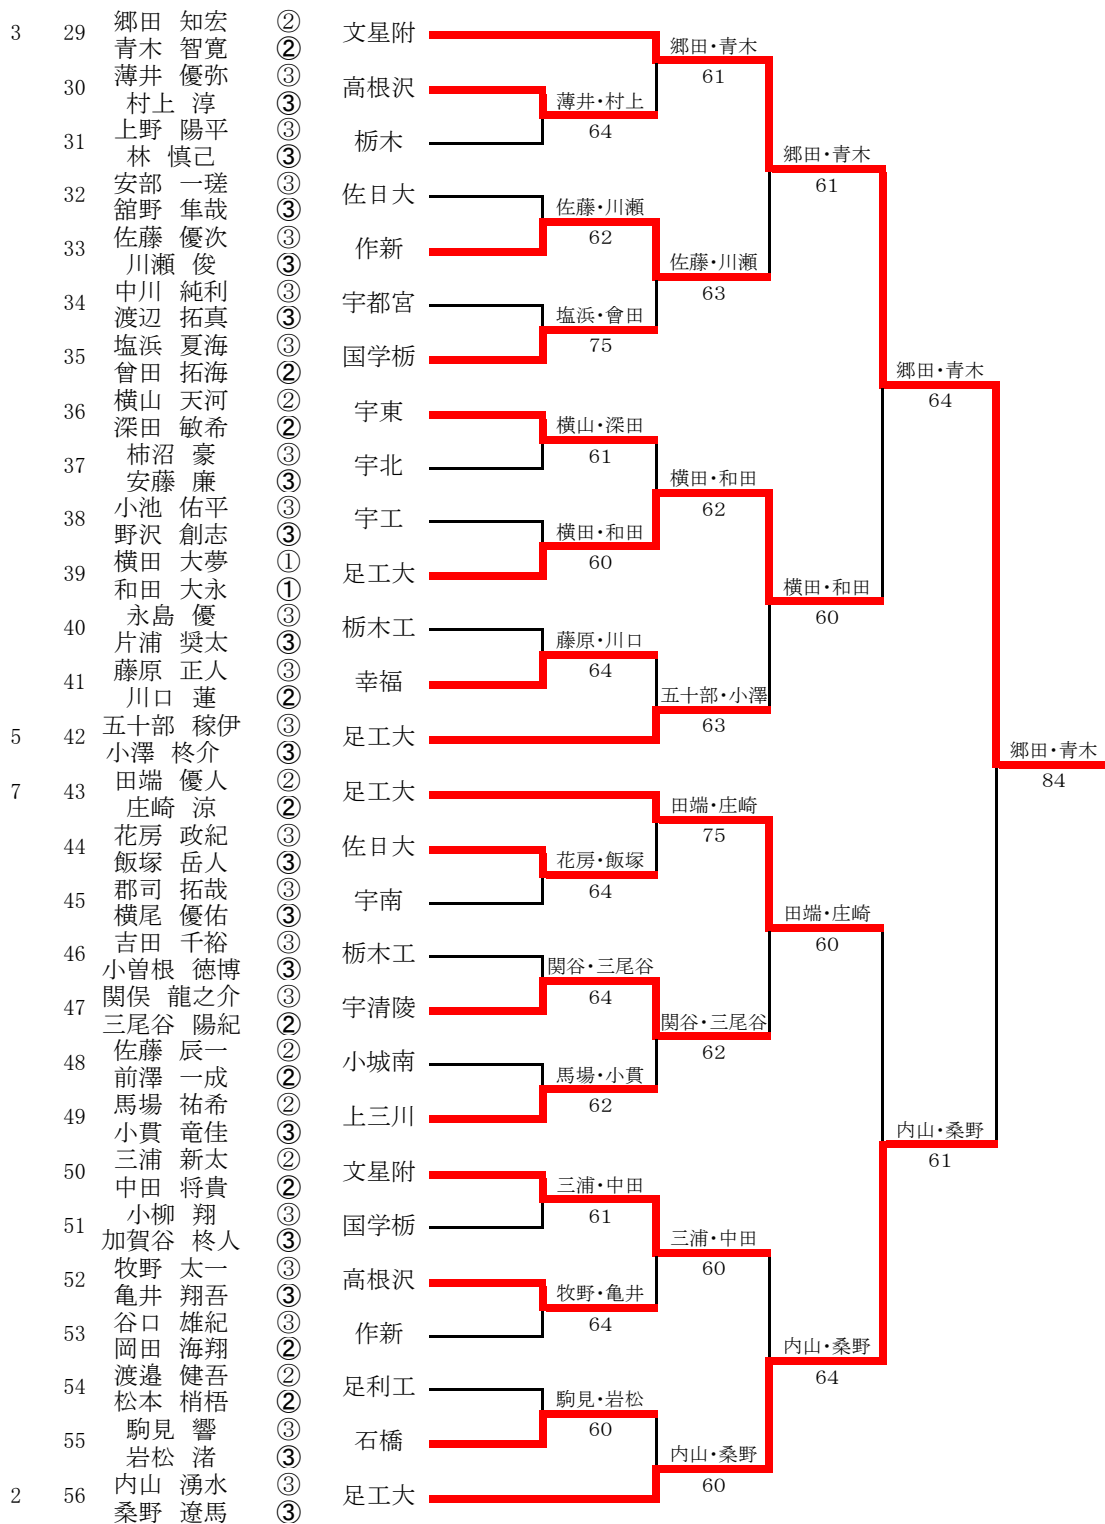 郷田 知宏 ②
3 29 文星附
青木 智寛 ②
郷田・青木
61
薄井 優弥 ③
30 高根沢
村上 淳 ③
薄井・村上
64
上野 陽平 ③
31 栃木
林 慎己 ③
郷田・青木
61
安部 一瑳 ③
32 佐日大
舘野 隼哉 ③
佐藤・川瀬
62
佐藤 優次 ③
33 作新
川瀬 俊 ③
佐藤・川瀬
63
中川 純利 ③
34 宇都宮
渡辺 拓真 ③
塩浜・會田
75
塩浜 夏海 ③
35 国学栃
曾田 拓海 ②
郷田・青木
64
横山 天河 ②
36 宇東
深田 敏希 ②
横山・深田
61
柿沼 豪 ③
37 宇北
安藤 廉 ③
横田・和田
62
小池 佑平 ③
38 宇工
野沢 創志 ③
横田・和田
60
横田 大夢 ①
39 足工大
和田 大永 ①
横田・和田
60
永島 優 ③
40 栃木工
片浦 奨太 ③
藤原・川口
64
藤原 正人 ③
41 幸福
川口 蓮 ②
五十部・小澤
63
五十部 稼伊 ③
5 42 足工大
小澤 柊介 ③
郷田・青木
84
田端 優人 ②
7 43 足工大
庄崎 涼 ②
田端・庄崎
75
花房 政紀 ③
44 佐日大
飯塚 岳人 ③
花房・飯塚
64
郡司 拓哉 ③
45 宇南
横尾 優佑 ③
田端・庄崎
60
吉田 千裕 ③
46 栃木工
小曽根 徳博 ③
関谷・三尾谷
64
関俣 龍之介 ③
47 宇清陵
三尾谷 陽紀 ②
関谷・三尾谷
62
佐藤 辰一 ②
48 小城南
前澤 一成 ②
馬場・小貫
62
馬場 祐希 ②
49 上三川
小貫 竜佳 ③
内山・桑野
61
三浦 新太 ②
50 文星附
中田 将貴 ②
三浦・中田
61
小柳 翔 ③
51 国学栃
加賀谷 柊人 ③
三浦・中田
60
牧野 太一 ③
52 高根沢
亀井 翔吾 ③
牧野・亀井
64
谷口 雄紀 ③
53 作新
岡田 海翔 ②
内山・桑野
64
渡邉 健吾 ②
54 足利工
松本 梢梧 ②
駒見・岩松
60
駒見 響 ③
55 石橋
岩松 渚 ③
内山・桑野
60
内山 湧水 ③
2 56 足工大
桑野 遼馬 ③